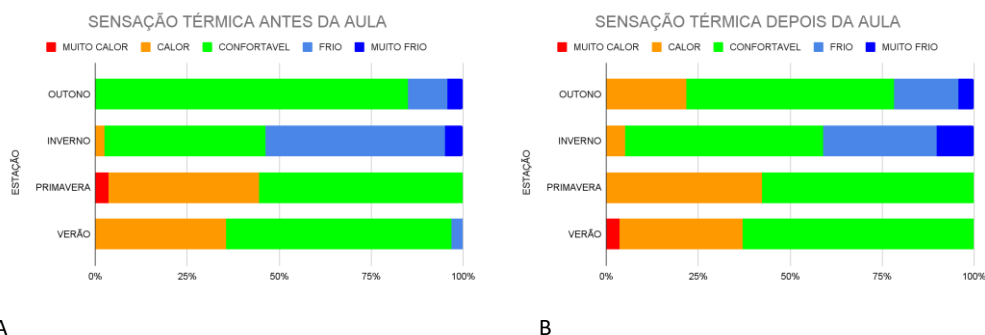 SENSAÇÃO TÉRMICA ANTES DA AULA
MUITO CALOR CALOR CONFORTAVEL FRIO MUITO FRIO
ESTAÇÃO
OUTONO
INVERNO
PRIMAVERA
VERÃO
0% 25% 50% 75% 100%
A
SENSAÇÃO TÉRMICA DEPOIS DA AULA
MUITO CALOR CALOR CONFORTAVEL FRIO MUITO FRIO
ESTAÇÃO
OUTONO
INVERNO
PRIMAVERA
VERÃO
0% 25% 50% 75% 100%
B